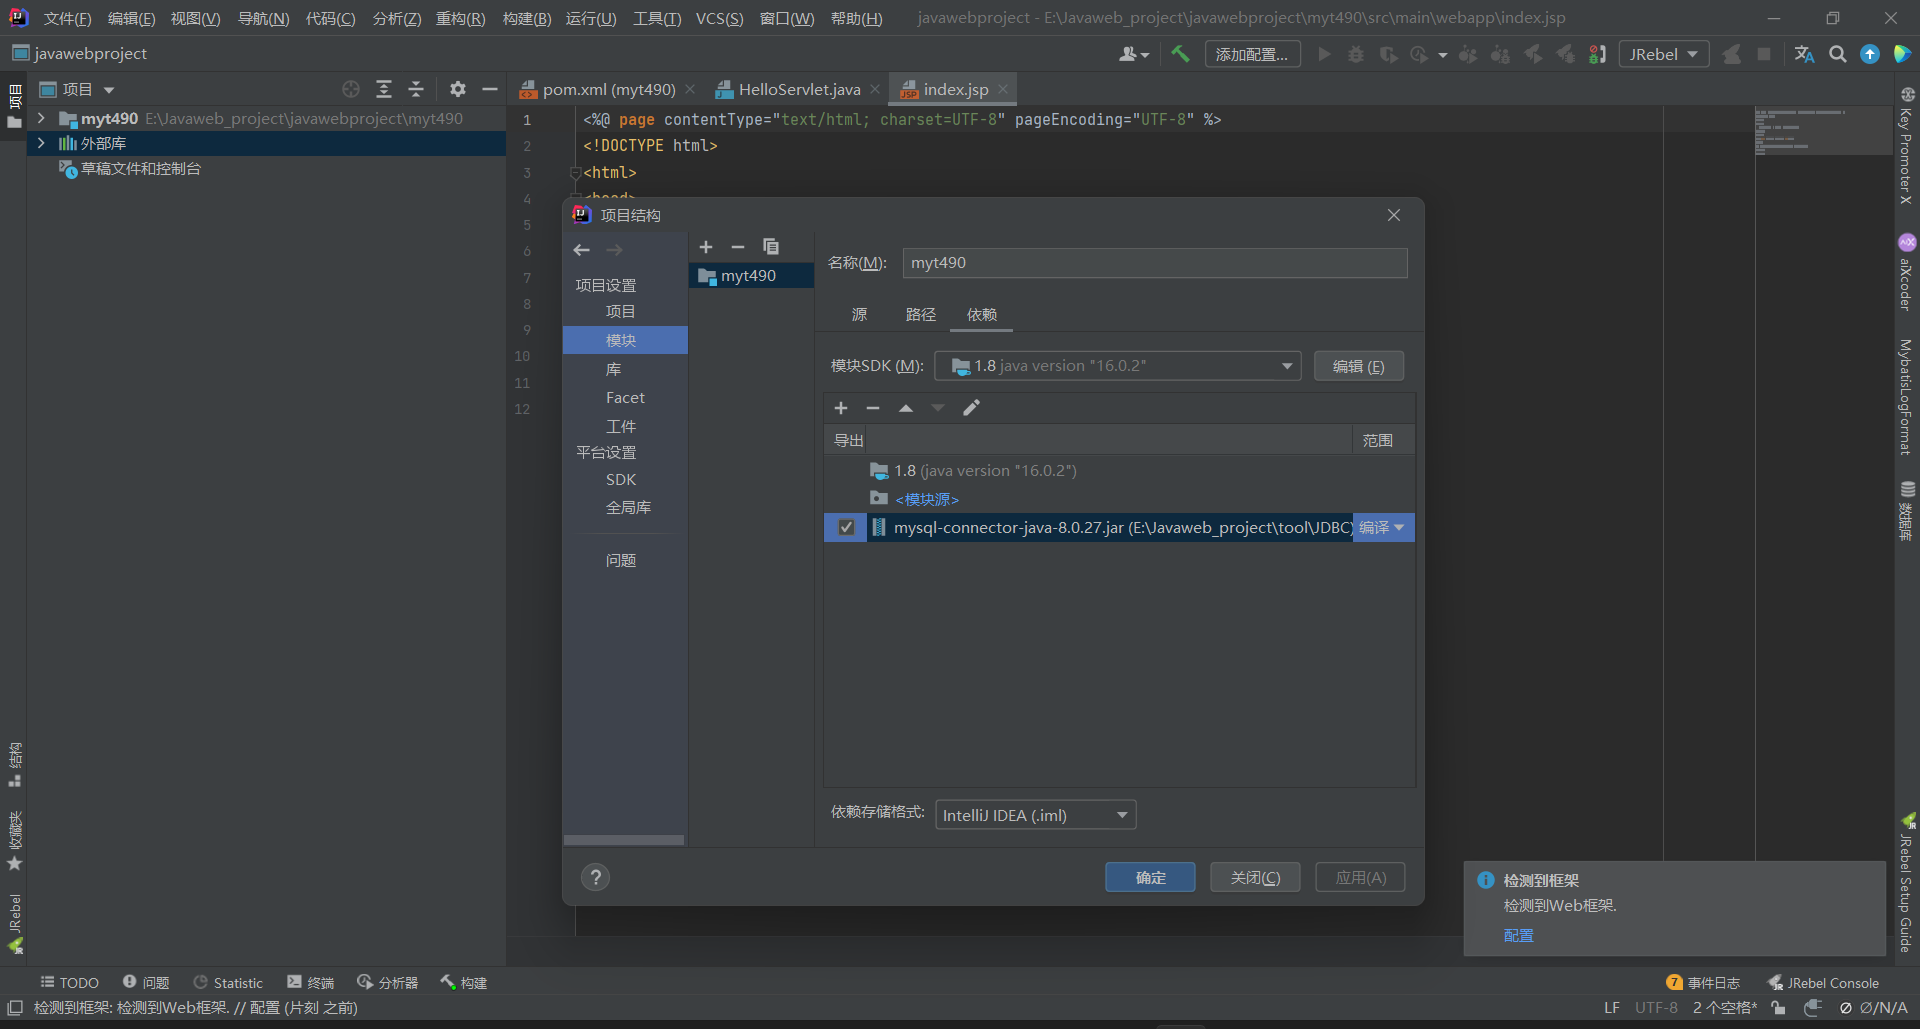 文件(F) 编辑(E) 视图(V) 导航(N) 代码(C) 分析(Z) 重构(R) 构建(B) 运行(U) 工具(T) VCS(S) 窗口(W) 帮助(H) javawebproject - E:\Javaweb_project\javawebproject\myt490\src\main\webapp\index.jsp
javawebproject
添加配置... JRebel
项目
pom.xml (myt490) HelloServlet.java index.jsp
myt490 E:\Javaweb_project\javawebproject\myt490
外部库
草稿文件和控制台
1 <%@ page contentType="text/html; charset=UTF-8" pageEncoding="UTF-8" %>
2 <!DOCTYPE html>
3 <html>
4 <head>
5
6
7
8
9
10
11
12
项目结构
项目设置
项目
模块
库
Facet
工件
平台设置
SDK
全局库
问题
myt490
名称(M): myt490
源 路径 依赖
模块SDK (M): 1.8 java version "16.0.2" 编辑 (E)
导出 范围
1.8 (java version "16.0.2")
<模块源>
mysql-connector-java-8.0.27.jar (E:\Javaweb_project\tool\JDBC) 编译
依赖存储格式: IntelliJ IDEA (.iml)
? 确定 关闭(C) 应用(A)
检测到框架
检测到Web框架.
配置
项目
结构
收藏夹
JRebel
Key Promoter X
aiXcoder
MybatisLogFormat
数据库
JRebel Setup Guide
TODO 问题 Statistic 终端 分析器 构建 7 事件日志 JRebel Console
检测到框架: 检测到Web框架. // 配置 (片刻 之前) LF UTF-8 2 个空格* ∅/N/A